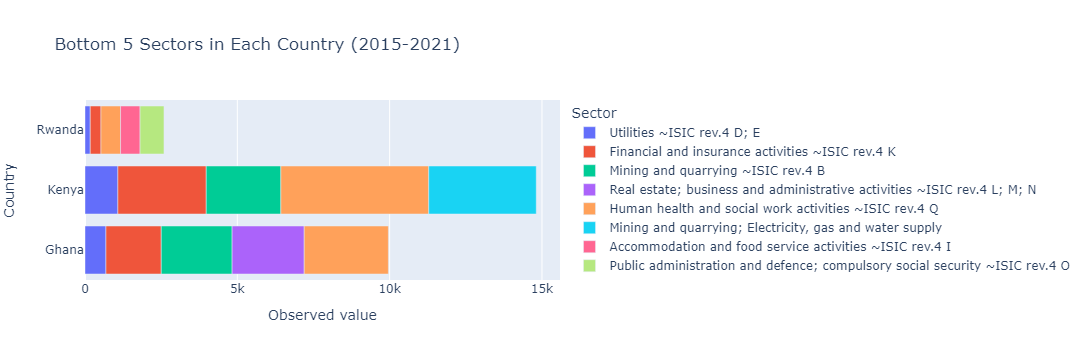 Bottom 5 Sectors in Each Country (2015-2021)
Country
Rwanda
Kenya
Ghana
0
5k
10k
15k
Observed value
Sector
Utilities ~ISIC rev.4 D; E
Financial and insurance activities ~ISIC rev.4 K
Mining and quarrying ~ISIC rev.4 B
Real estate; business and administrative activities ~ISIC rev.4 L; M; N
Human health and social work activities ~ISIC rev.4 Q
Mining and quarrying; Electricity, gas and water supply
Accommodation and food service activities ~ISIC rev.4 I
Public administration and defence; compulsory social security ~ISIC rev.4 O